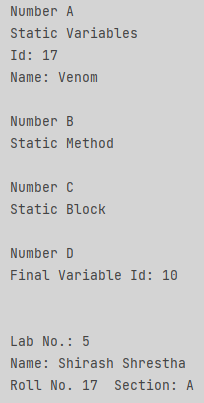 Number A
Static Variables
Id: 17
Name: Venom
Number B
Static Method
Number C
Static Block
Number D
Final Variable Id: 10
Lab No.: 5
Name: Shirash Shrestha
Roll No. 17  Section: A